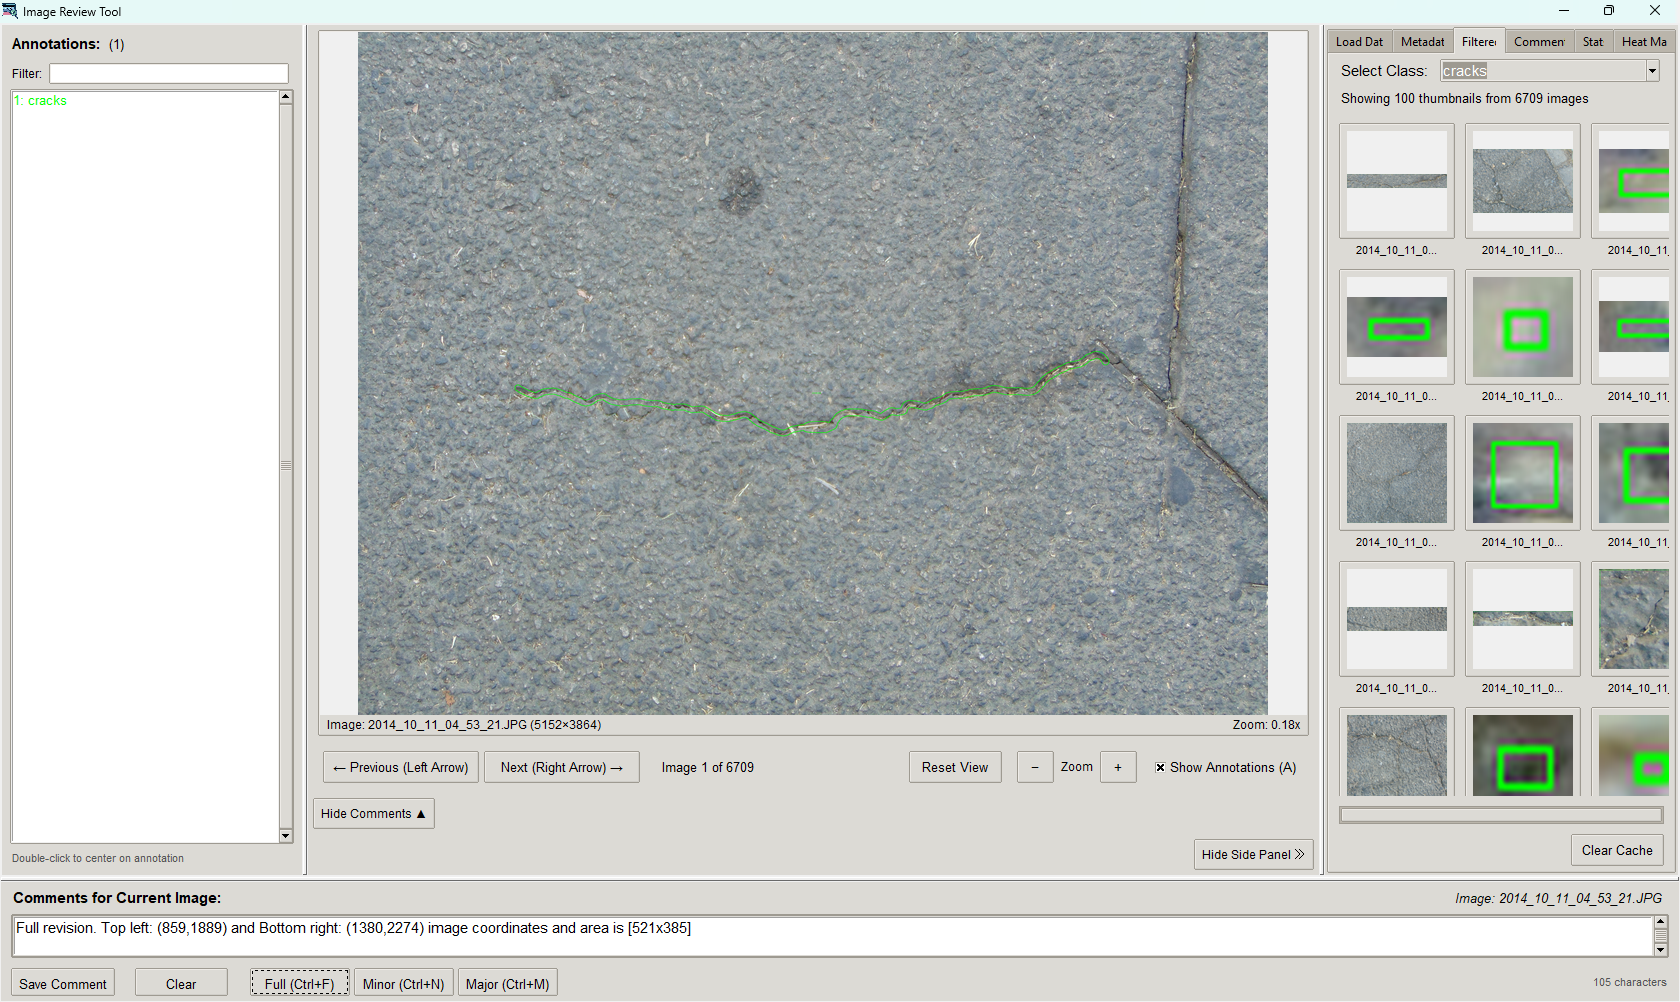 Image Review Tool
Annotations: (1)
Filter:
1: cracks
Double-click to center on annotation
Image: 2014_10_11_04_53_21.JPG (5152×3864)
Zoom: 0.18x
← Previous (Left Arrow)
Next (Right Arrow) →
Image 1 of 6709
Reset View
−
Zoom
+
Show Annotations (A)
Hide Comments ▲
Hide Side Panel »
Load Dat
Metadat
Filtere
Commen
Stat
Heat Ma
Select Class: cracks
Showing 100 thumbnails from 6709 images
2014_10_11_0...
2014_10_11_0...
2014_10_11_
2014_10_11_0...
2014_10_11_0...
2014_10_11_
2014_10_11_0...
2014_10_11_0...
2014_10_11_
2014_10_11_0...
2014_10_11_0...
2014_10_11_
Clear Cache
Comments for Current Image:
Image: 2014_10_11_04_53_21.JPG
Full revision. Top left: (859,1889) and Bottom right: (1380,2274) image coordinates and area is [521x385]
Save Comment
Clear
Full (Ctrl+F)
Minor (Ctrl+N)
Major (Ctrl+M)
105 characters